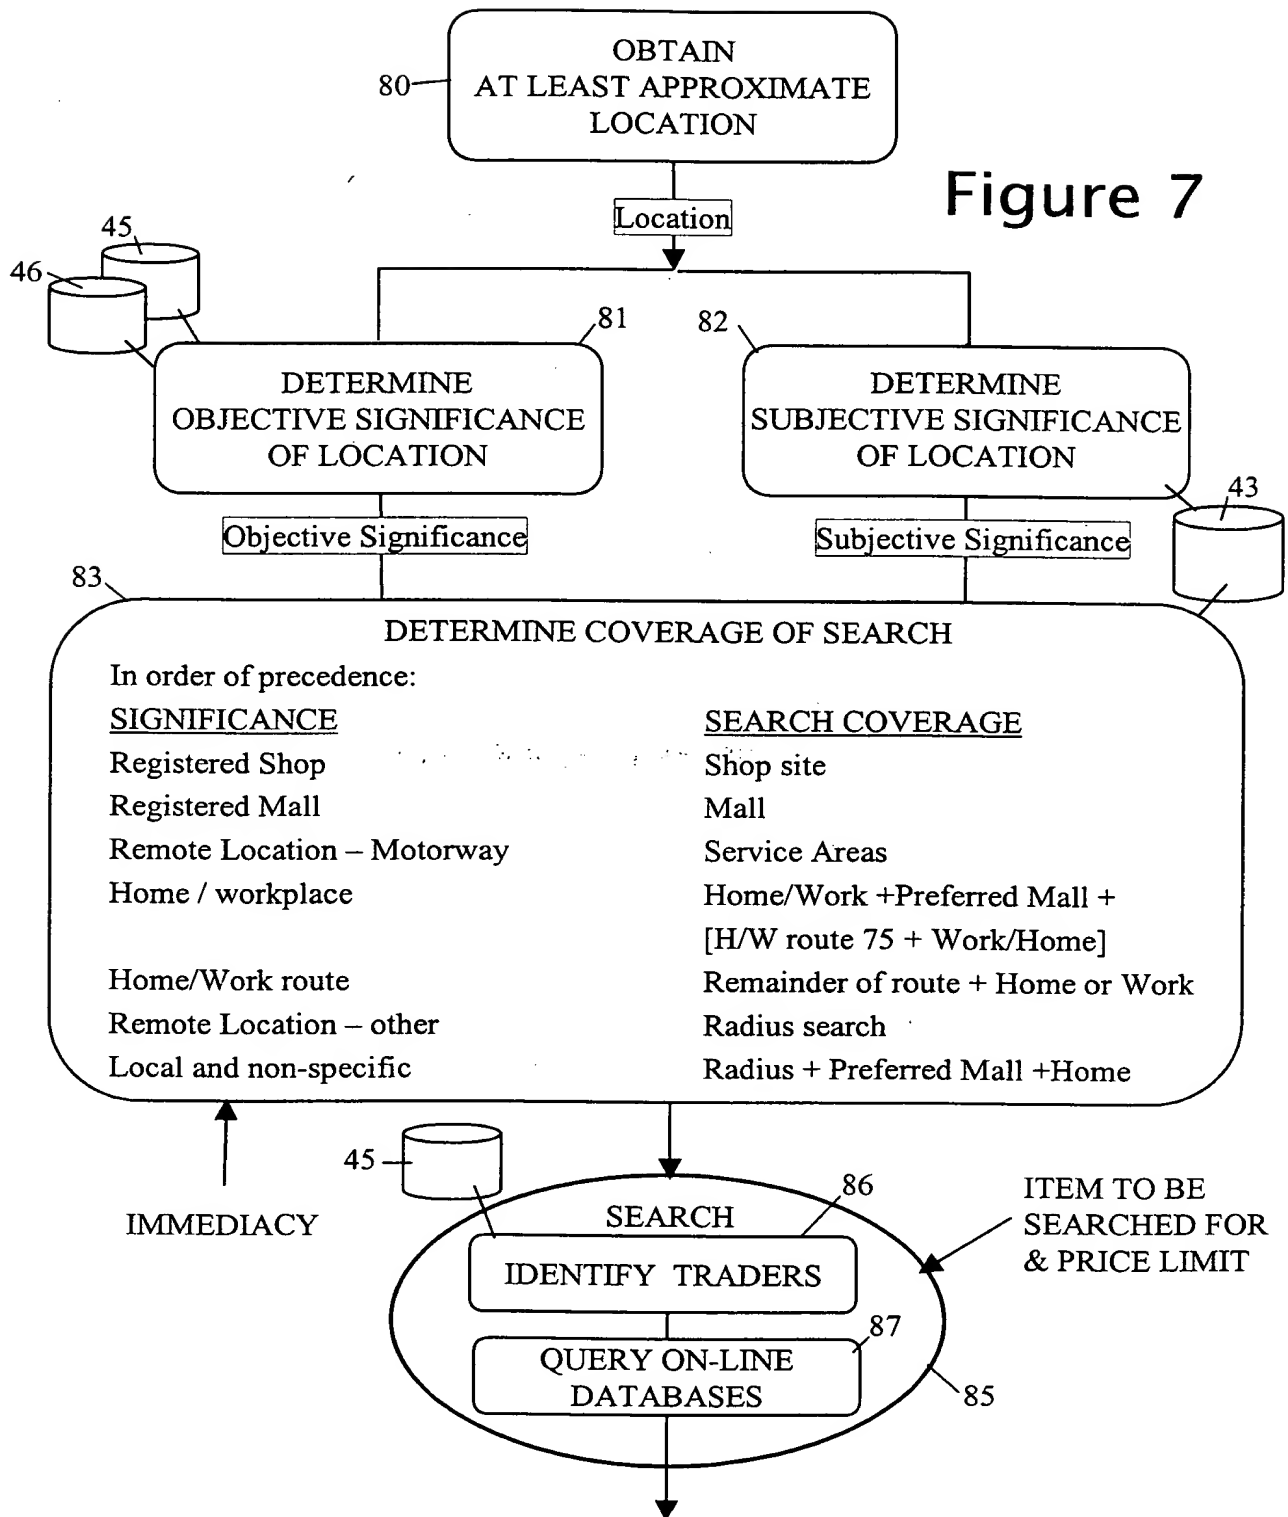 OBTAIN
AT LEAST APPROXIMATE
LOCATION
80
Figure 7
Location
45
46
81
82
DETERMINE
OBJECTIVE SIGNIFICANCE
OF LOCATION
DETERMINE
SUBJECTIVE SIGNIFICANCE
OF LOCATION
43
Objective Significance
Subjective Significance
83
DETERMINE COVERAGE OF SEARCH
In order of precedence:
SIGNIFICANCE
SEARCH COVERAGE
Registered Shop
Shop site
Registered Mall
Mall
Remote Location – Motorway
Service Areas
Home / workplace
Home/Work +Preferred Mall +
[H/W route 75 + Work/Home]
Home/Work route
Remainder of route + Home or Work
Remote Location – other
Radius search
Local and non-specific
Radius + Preferred Mall +Home
45
IMMEDIACY
86
SEARCH
IDENTIFY TRADERS
ITEM TO BE
SEARCHED FOR
& PRICE LIMIT
87
QUERY ON-LINE
DATABASES
85